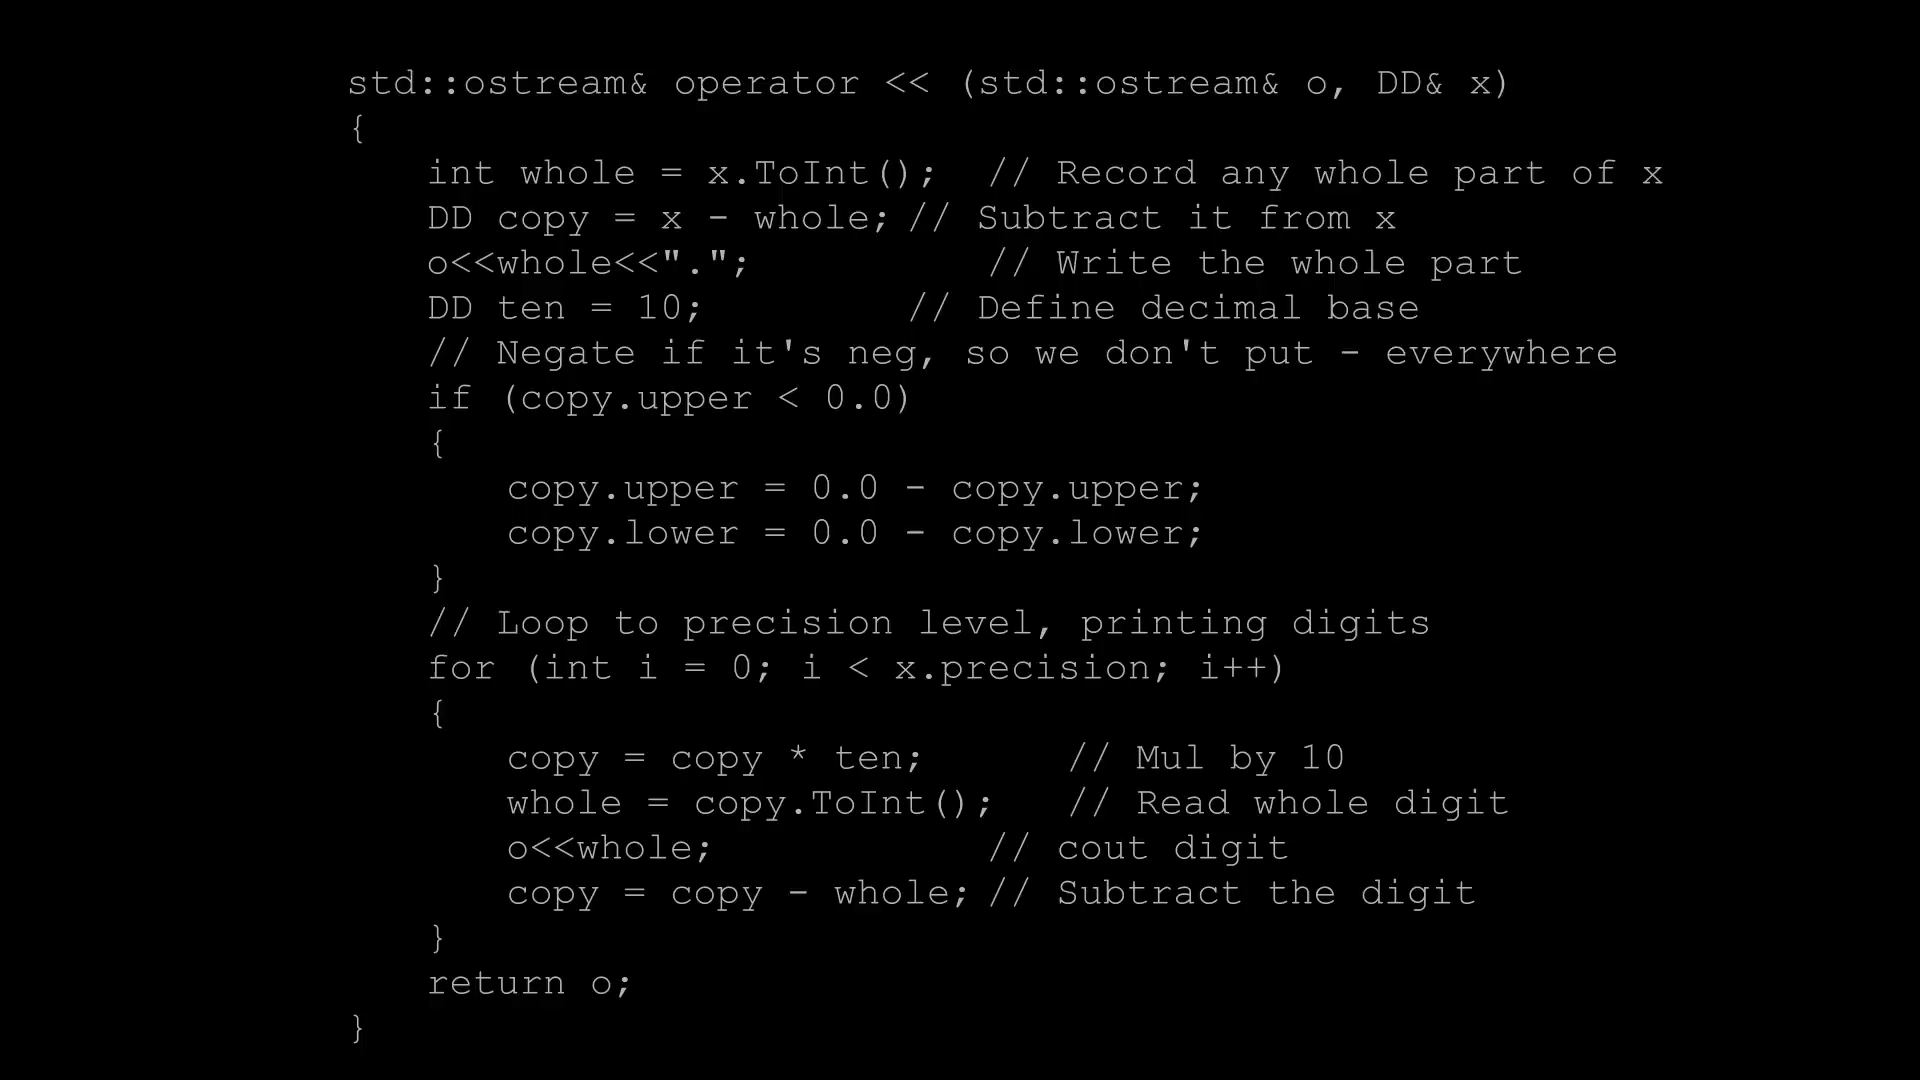 std::ostream& operator << (std::ostream& o, DD& x)
{
int whole = x.ToInt(); // Record any whole part of x
DD copy = x - whole; // Subtract it from x
o<<whole<<"."; // Write the whole part
DD ten = 10; // Define decimal base
// Negate if it's neg, so we don't put - everywhere
if (copy.upper < 0.0)
{
copy.upper = 0.0 - copy.upper;
copy.lower = 0.0 - copy.lower;
}
// Loop to precision level, printing digits
for (int i = 0; i < x.precision; i++)
{
copy = copy * ten; // Mul by 10
whole = copy.ToInt(); // Read whole digit
o<<whole; // cout digit
copy = copy - whole; // Subtract the digit
}
return o;
}